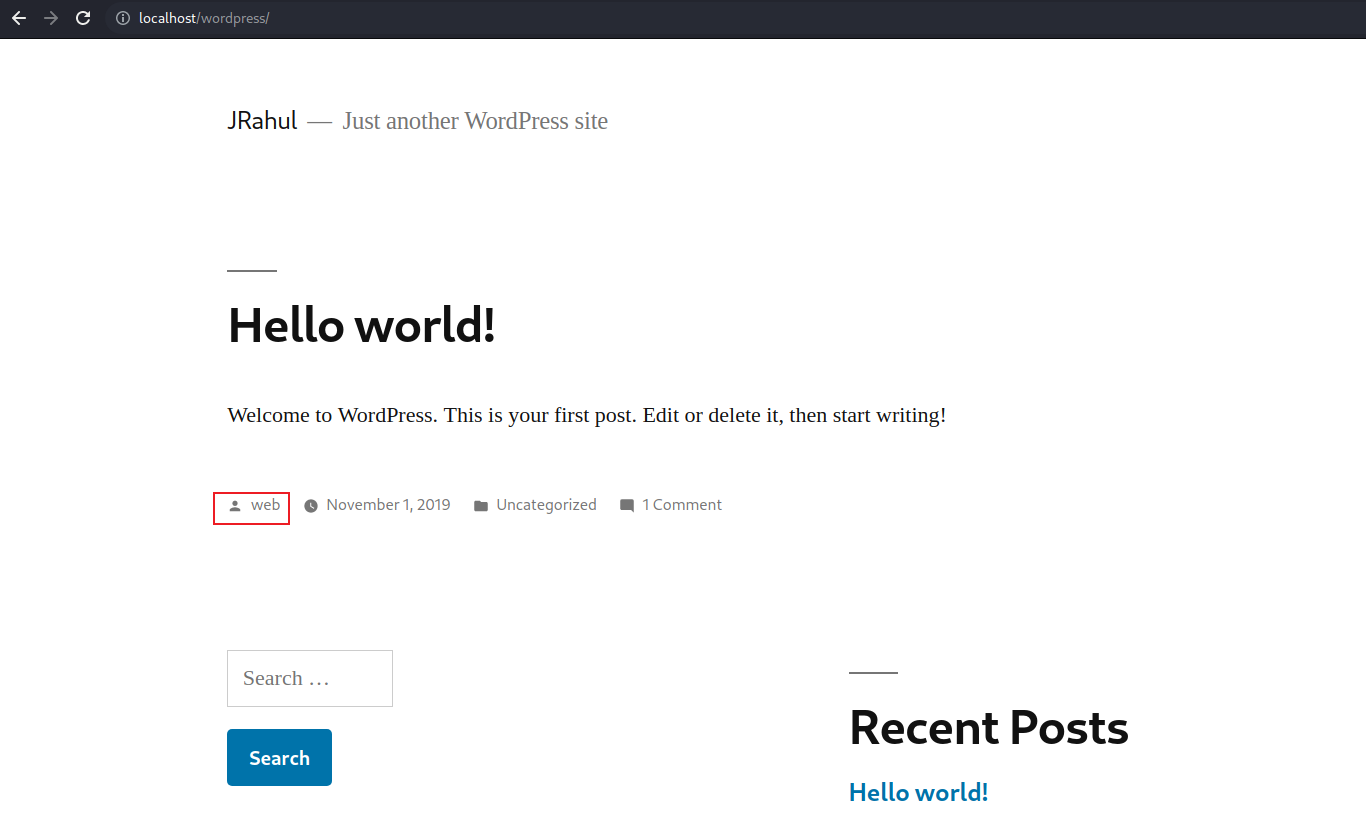 localhost/wordpress/
JRahul — Just another WordPress site
Hello world!
Welcome to WordPress. This is your first post. Edit or delete it, then start writing!
web November 1, 2019 Uncategorized 1 Comment
Search …
Search
Recent Posts
Hello world!